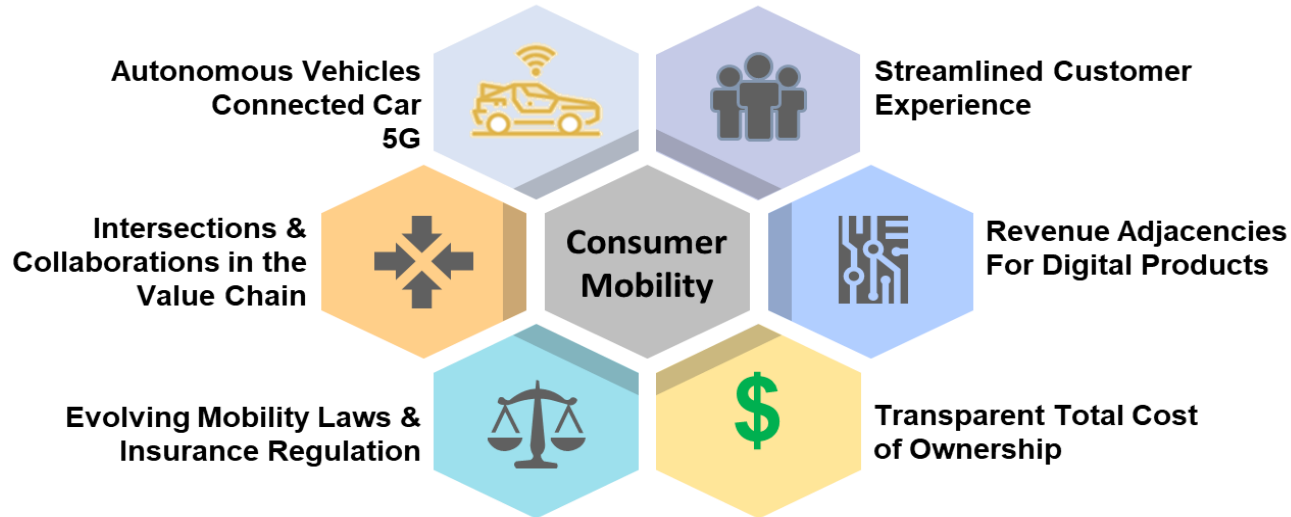 Autonomous Vehicles
Connected Car
5G
Streamlined Customer
Experience
Intersections &
Collaborations in the
Value Chain
Consumer
Mobility
Revenue Adjacencies
For Digital Products
Evolving Mobility Laws &
Insurance Regulation
$
Transparent Total Cost
of Ownership